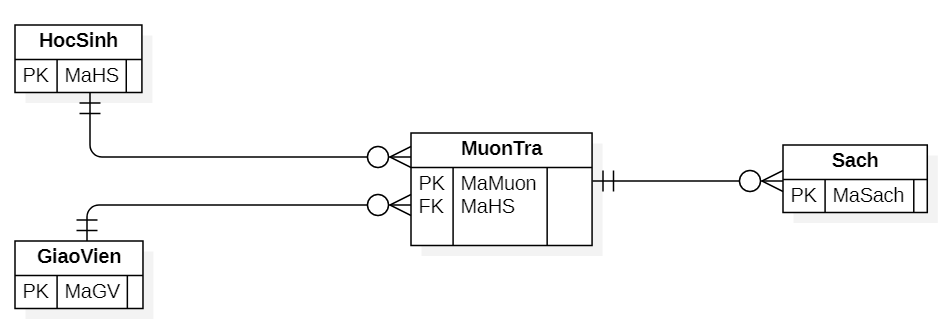 HocSinh
PK MaHS
MuonTra
PK MaMuon
FK MaHS
Sach
PK MaSach
GiaoVien
PK MaGV